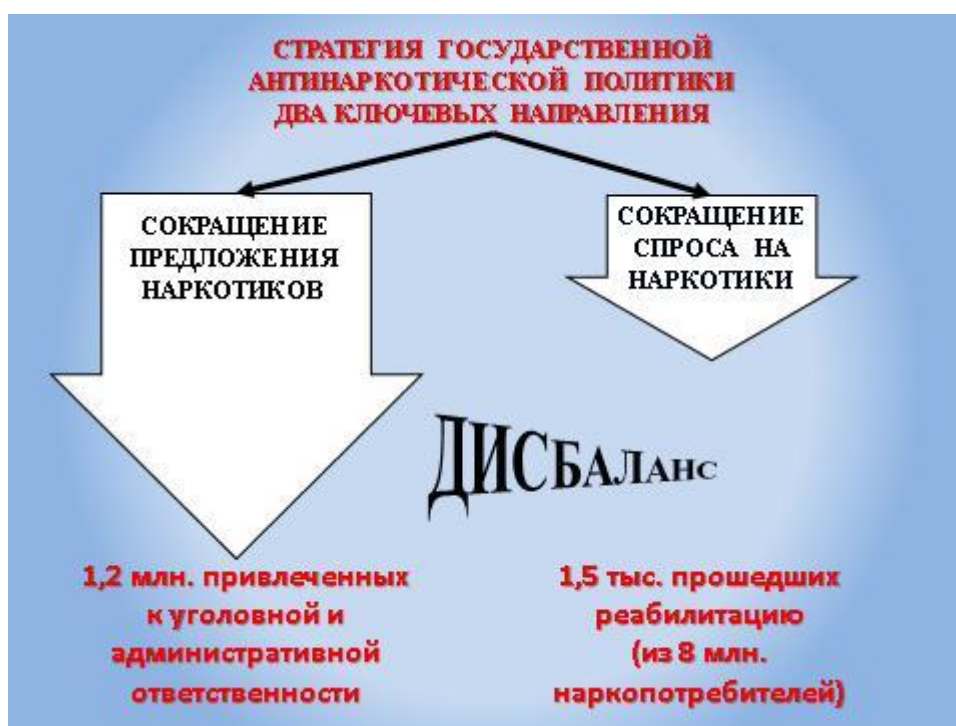 СТРАТЕГИЯ ГОСУДАРСТВЕННОЙ
АНТИНАРКОТИЧЕСКОЙ ПОЛИТИКИ
ДВА КЛЮЧЕВЫХ НАПРАВЛЕНИЯ
СОКРАЩЕНИЕ
ПРЕДЛОЖЕНИЯ
НАРКОТИКОВ
СОКРАЩЕНИЕ
СПРОСА НА
НАРКОТИКИ
ДИСБАЛАНС
1,2 млн. привлеченных
к уголовной и
административной
ответственности
1,5 тыс. прошедших
реабилитацию
(из 8 млн.
наркопотребителей)